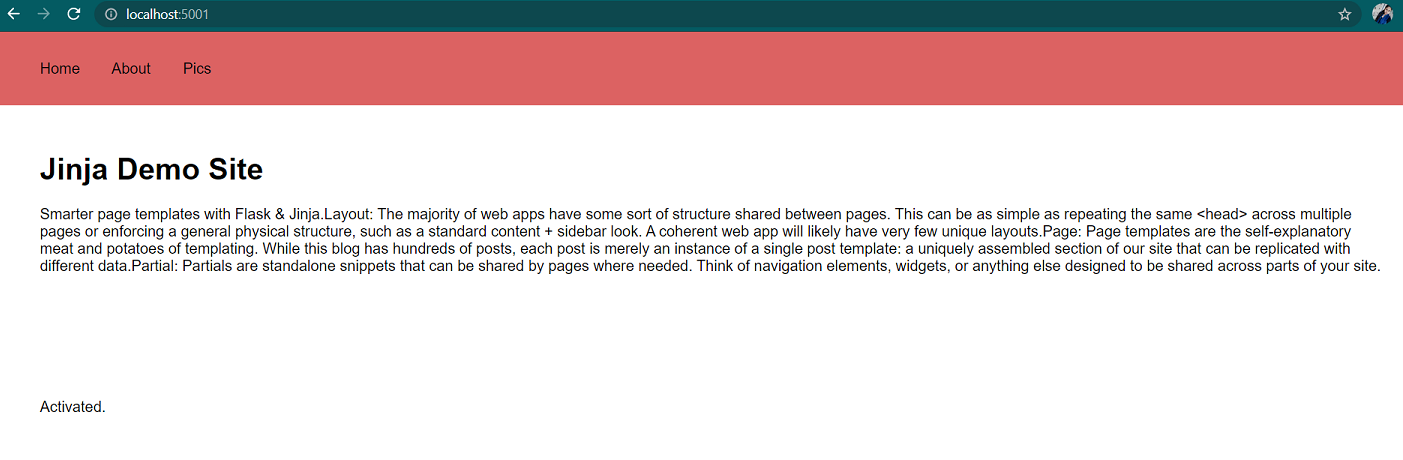 localhost:5001
Home About Pics
Jinja Demo Site
Smarter page templates with Flask & Jinja.Layout: The majority of web apps have some sort of structure shared between pages. This can be as simple as repeating the same <head> across multiple
pages or enforcing a general physical structure, such as a standard content + sidebar look. A coherent web app will likely have very few unique layouts.Page: Page templates are the self-explanatory
meat and potatoes of templating. While this blog has hundreds of posts, each post is merely an instance of a single post template: a uniquely assembled section of our site that can be replicated with
different data.Partial: Partials are standalone snippets that can be shared by pages where needed. Think of navigation elements, widgets, or anything else designed to be shared across parts of your site.
Activated.